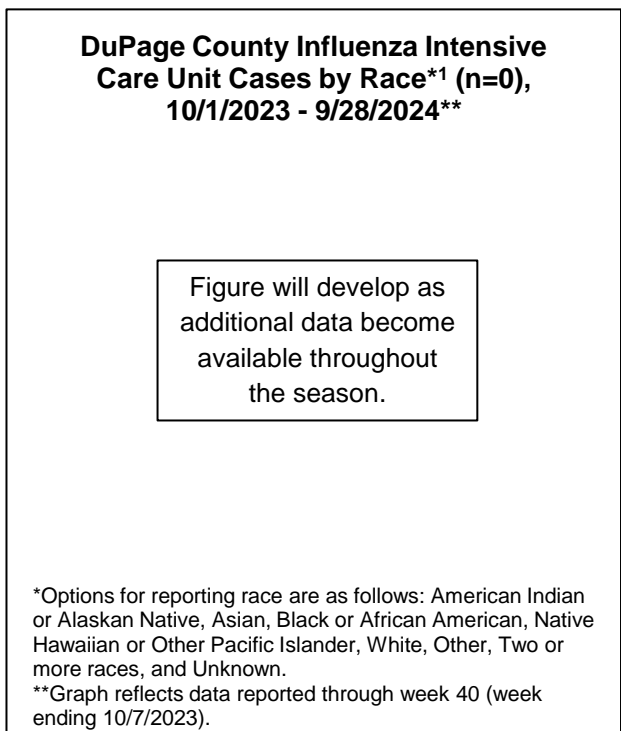 DuPage County Influenza Intensive
Care Unit Cases by Race*1 (n=0),
10/1/2023 - 9/28/2024**
Figure will develop as
additional data become
available throughout
the season.
*Options for reporting race are as follows: American Indian
or Alaskan Native, Asian, Black or African American, Native
Hawaiian or Other Pacific Islander, White, Other, Two or
more races, and Unknown.
**Graph reflects data reported through week 40 (week
ending 10/7/2023).